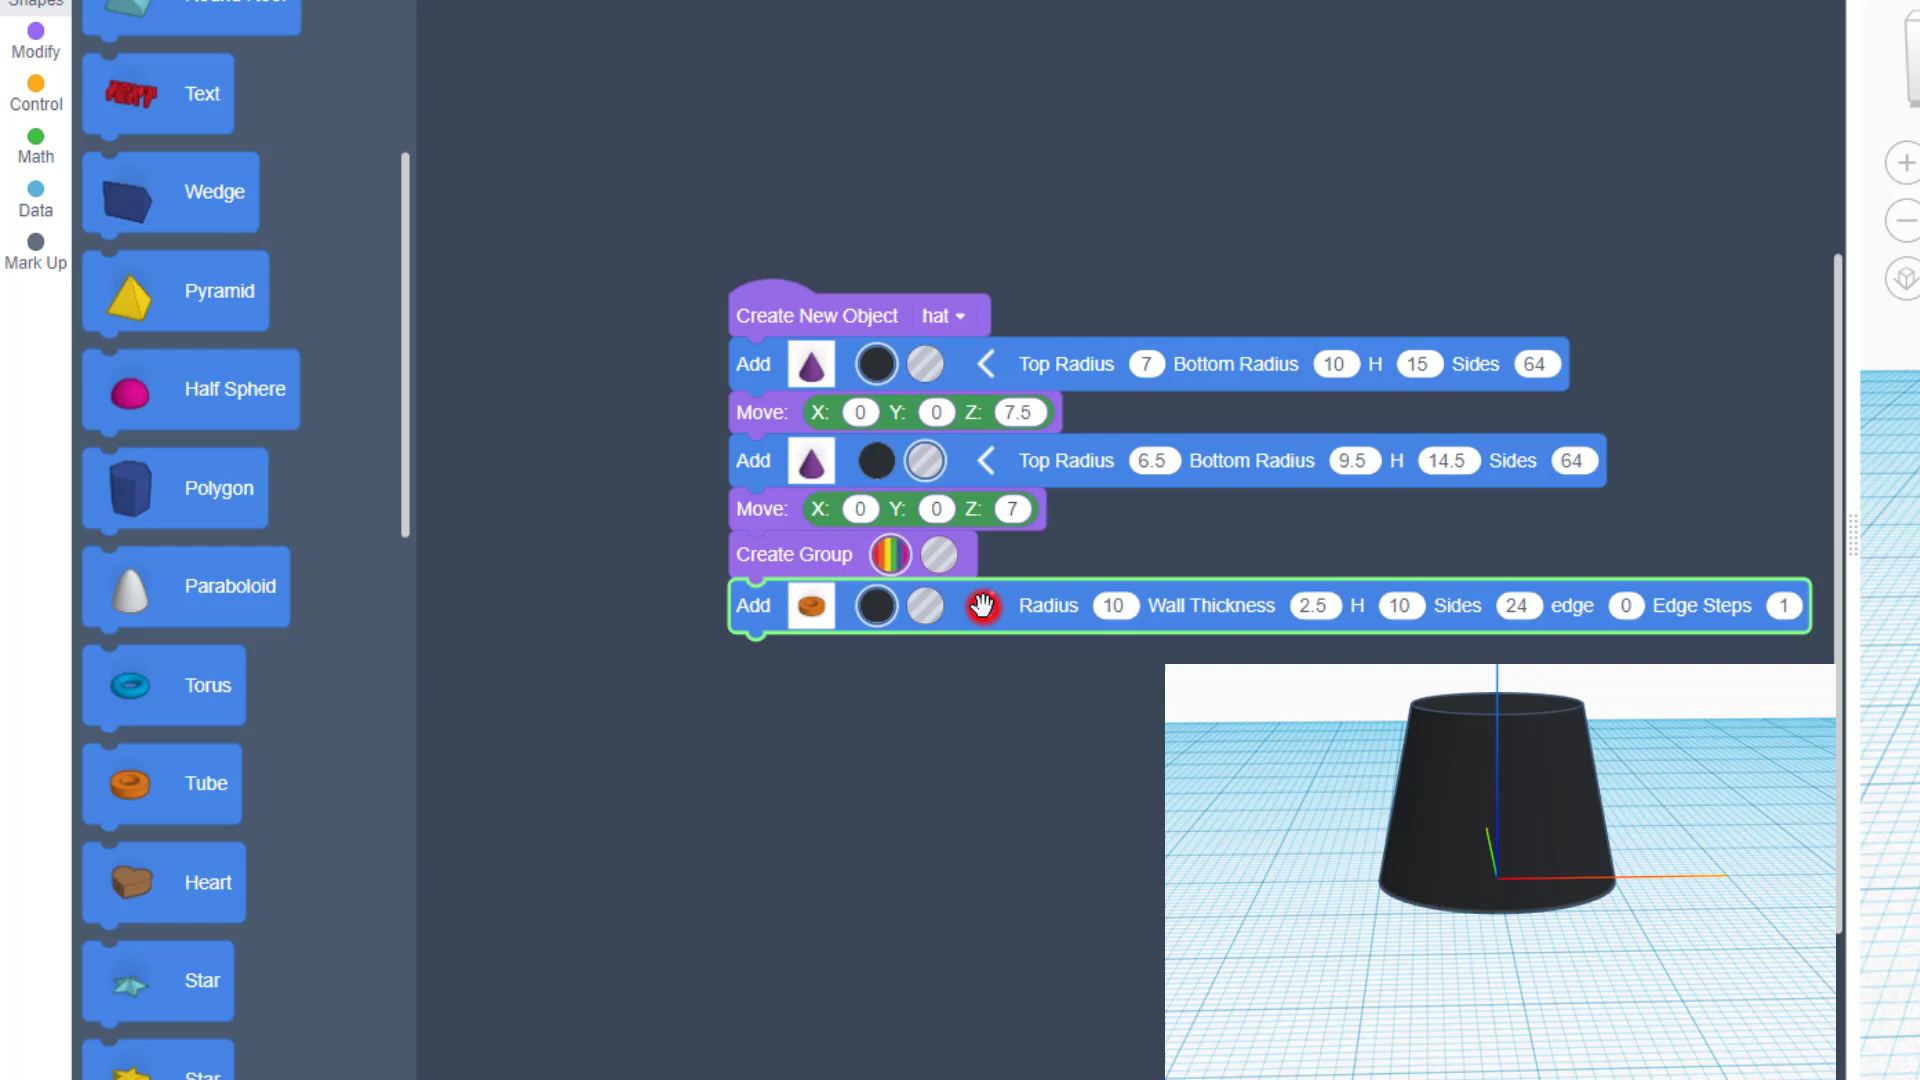 Shapes
Modify
Control
Math
Data
Mark Up
Text
TEXT
Wedge
Pyramid
Half Sphere
Polygon
Paraboloid
Torus
Tube
Heart
Star
Star
Create New Object hat
Add Top Radius 7 Bottom Radius 10 H 15 Sides 64
Move: X: 0 Y: 0 Z: 7.5
Add Top Radius 6.5 Bottom Radius 9.5 H 14.5 Sides 64
Move: X: 0 Y: 0 Z: 7
Create Group
Add Radius 10 Wall Thickness 2.5 H 10 Sides 24 edge 0 Edge Steps 1